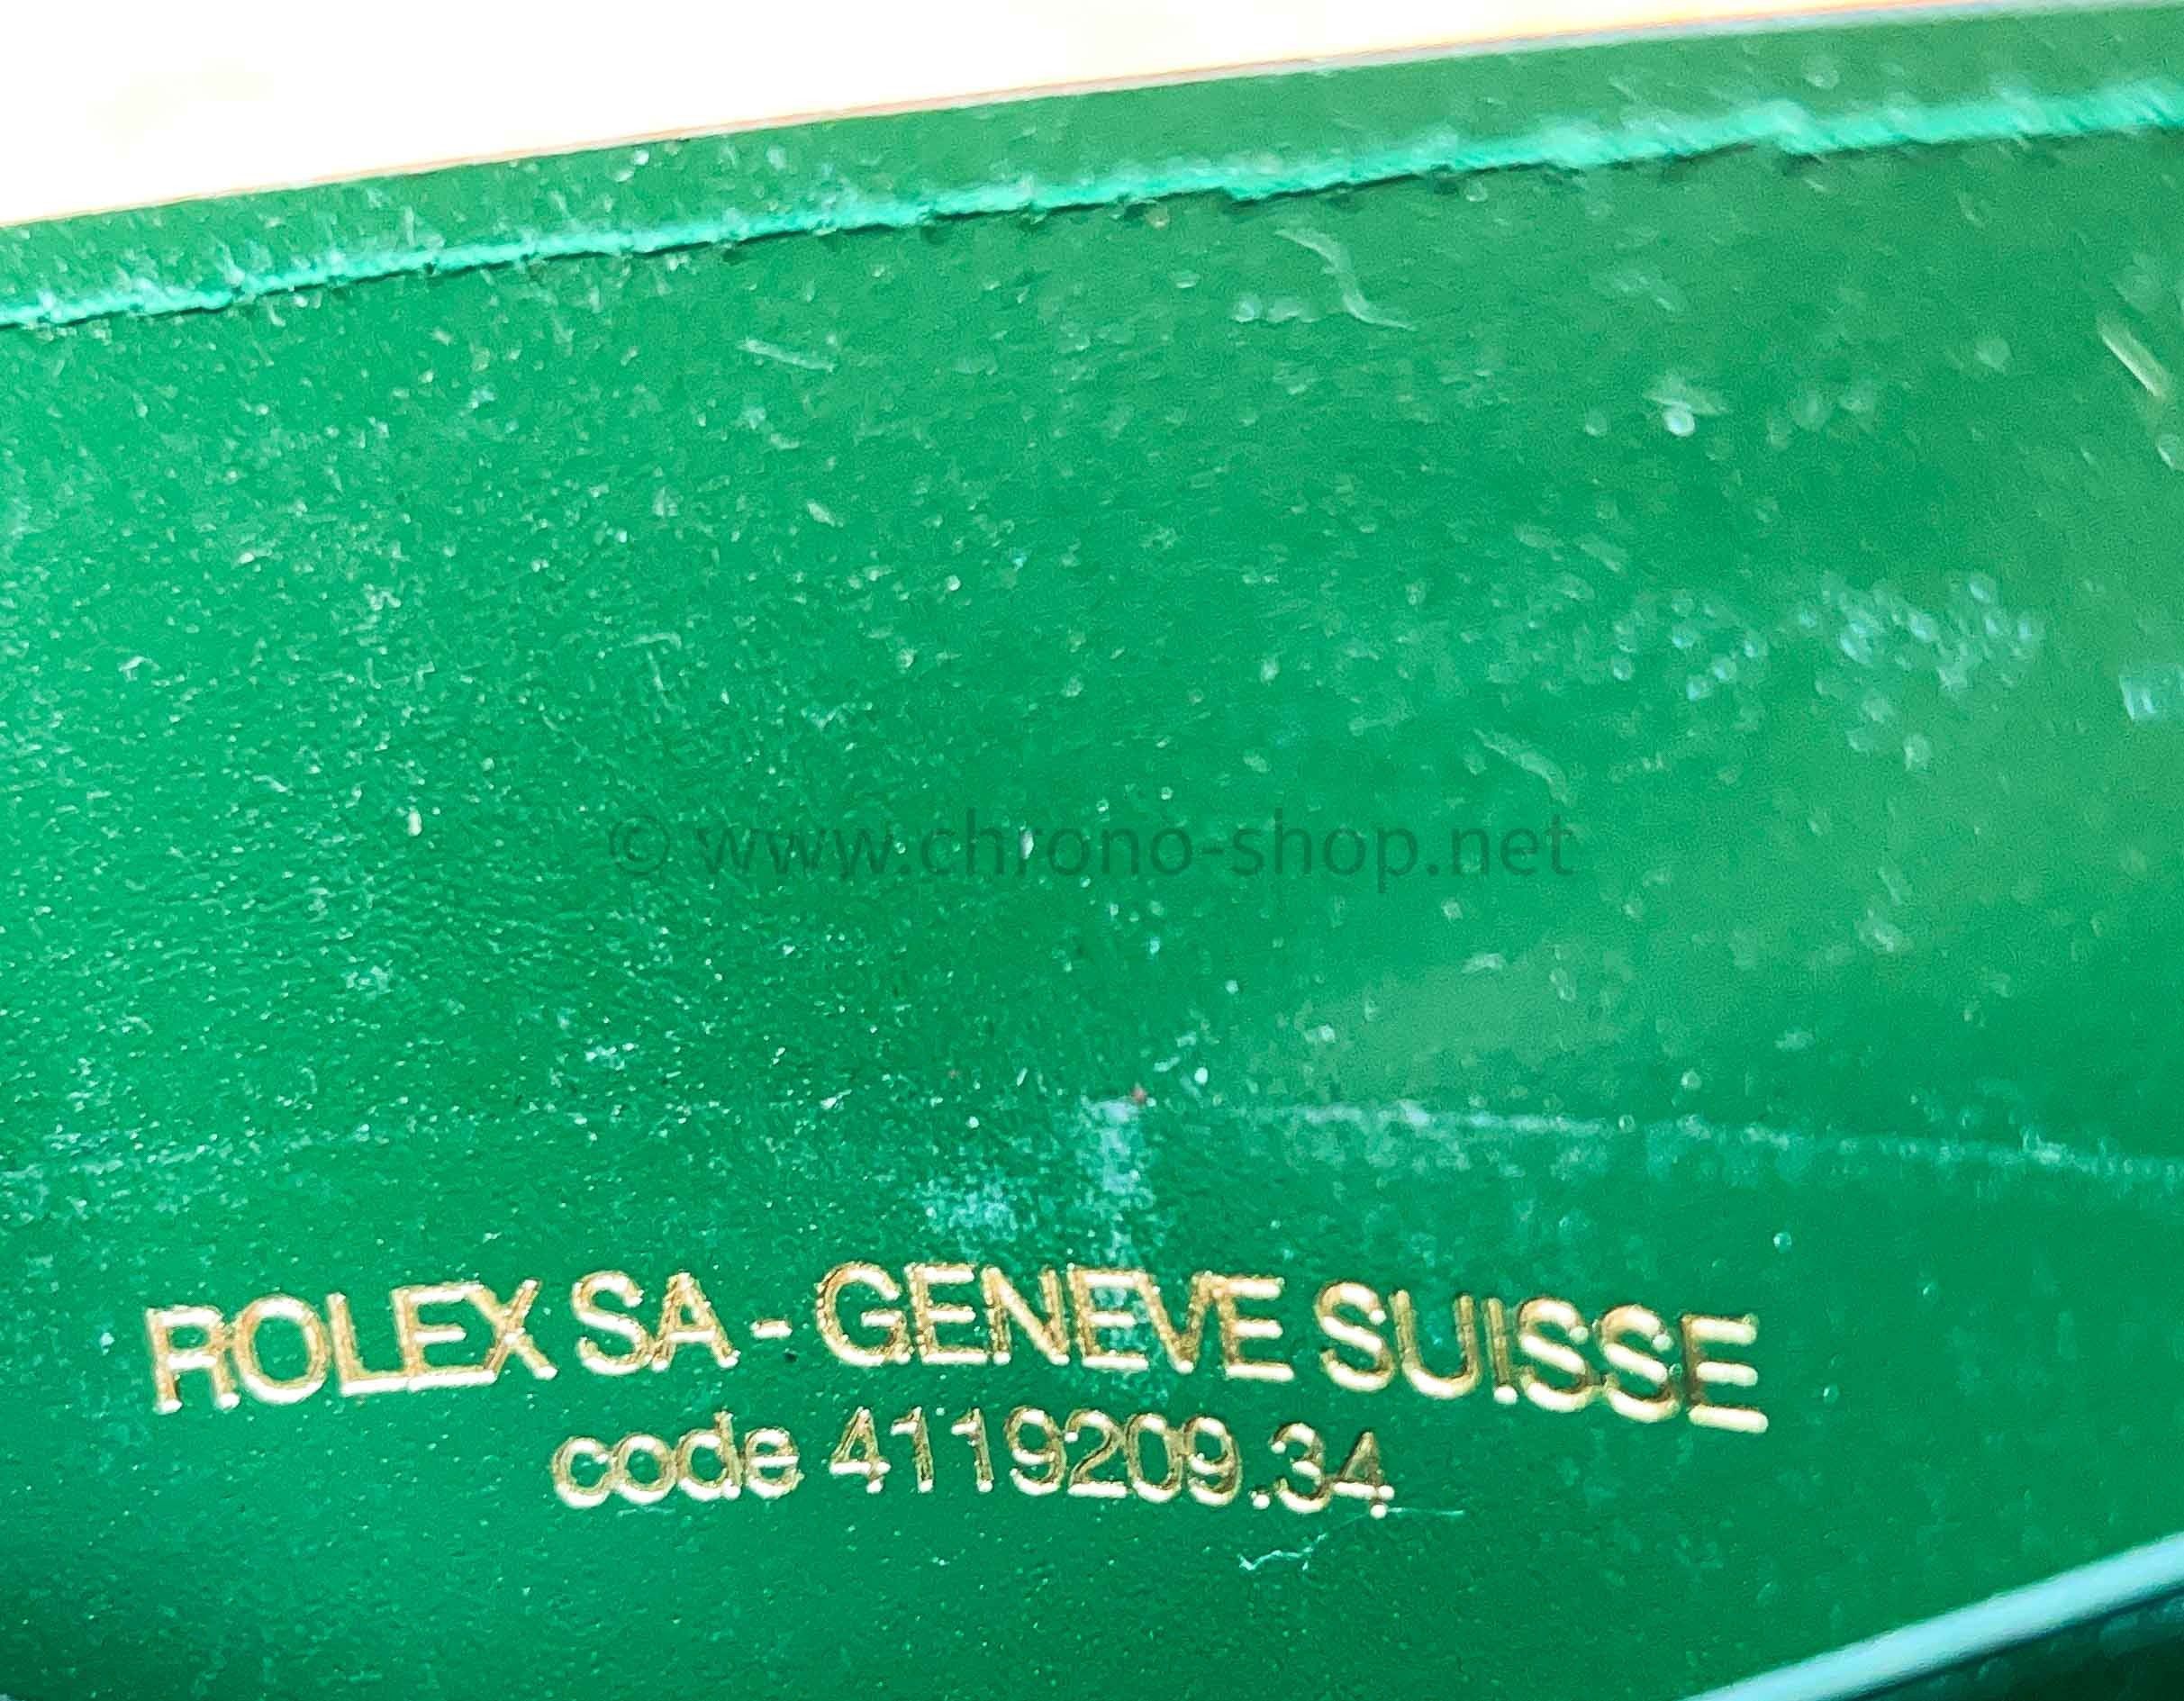 © www.chrono-shop.net
ROLEX SA - GENEVE SUISSE
code 4119209.34